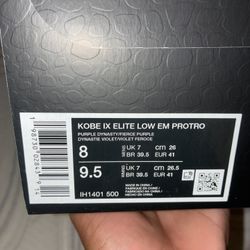 KOBE IX ELITE LOW EM PROTRO
PURPLE DYNASTY/FIERCE PURPLE
DYNASTIE VIOLET/VIOLET FEROCE
8 MENS UK 7 cm 26
BR 39.5 EUR 41
9.5 UK 7 cm 26.5
BR 39.5 EUR 41
IH1401 500
MADE IN CHINA